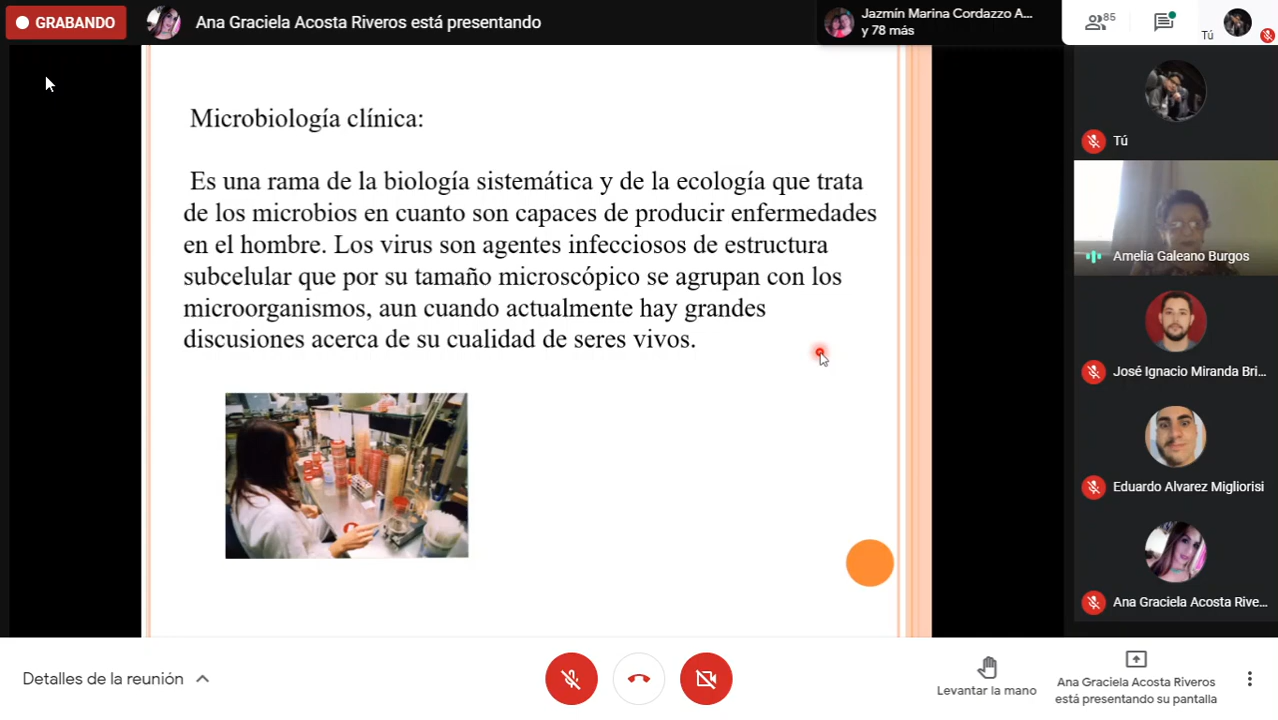 GRABANDO
Ana Graciela Acosta Riveros está presentando
Jazmín Marina Cordazzo A...
y 78 más
85
Tú
Microbiología clínica:
Es una rama de la biología sistemática y de la ecología que trata
de los microbios en cuanto son capaces de producir enfermedades
en el hombre. Los virus son agentes infecciosos de estructura
subcelular que por su tamaño microscópico se agrupan con los
microorganismos, aun cuando actualmente hay grandes
discusiones acerca de su cualidad de seres vivos.
Tú
Amelia Galeano Burgos
José Ignacio Miranda Bri...
Eduardo Alvarez Migliorisi
Ana Graciela Acosta Rive...
Detalles de la reunión
Levantar la mano
Ana Graciela Acosta Riveros
está presentando su pantalla